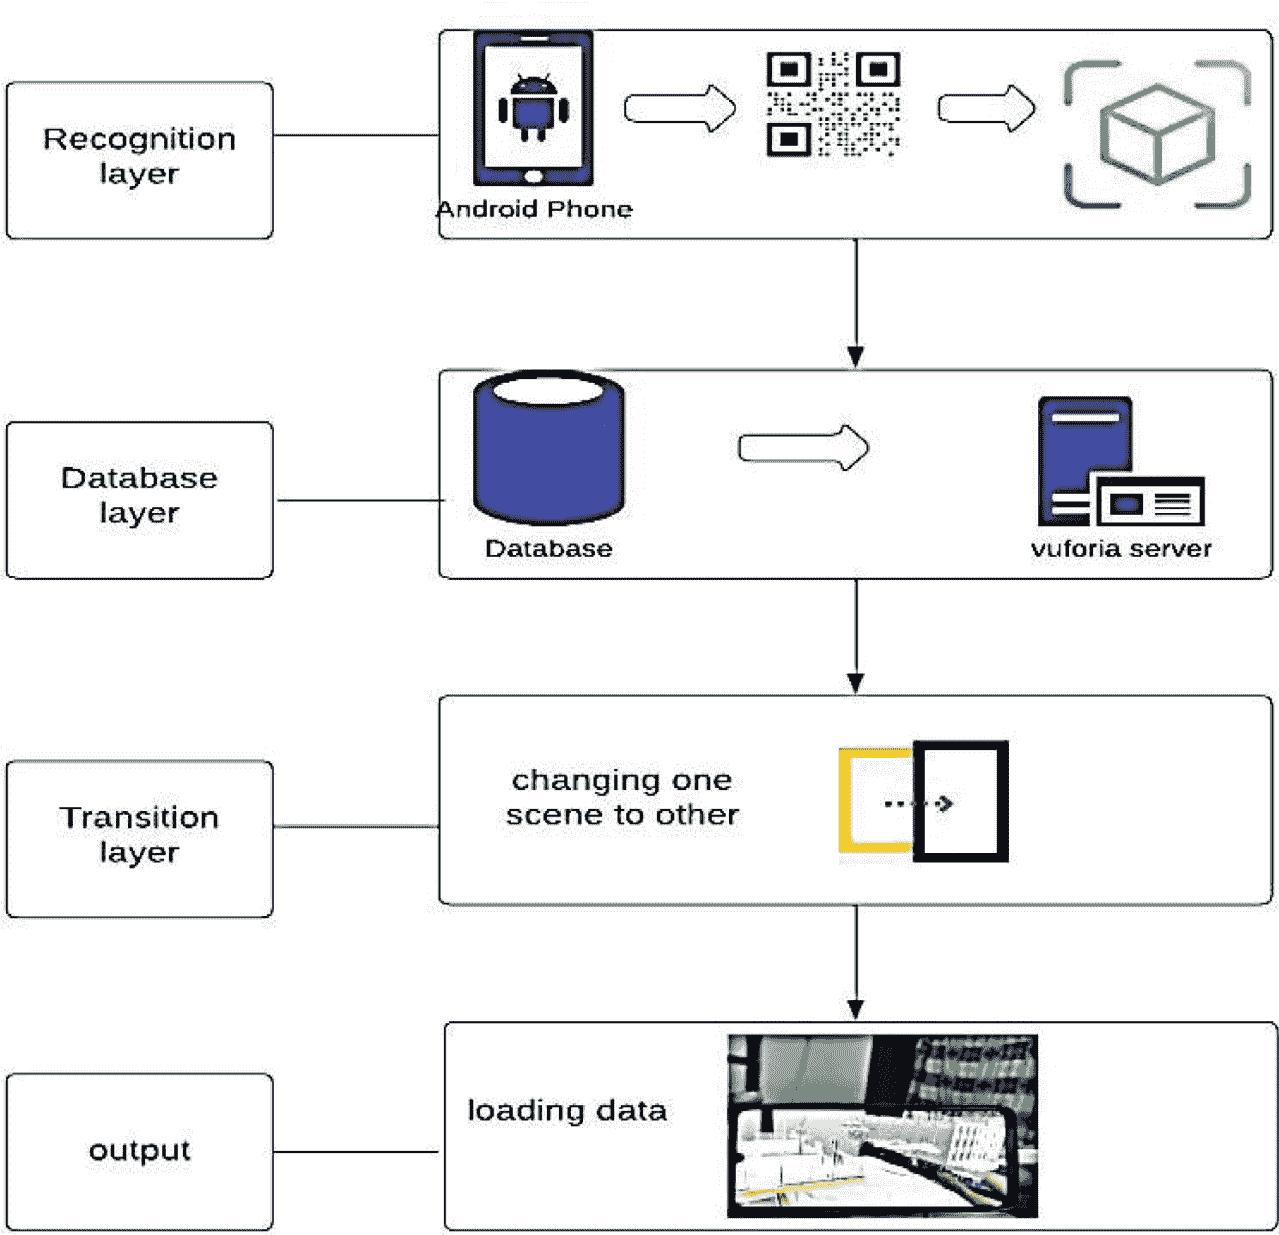 Recognition
layer
Android Phone
Database
layer
Database
vuforia server
Transition
layer
changing one
scene to other
output
loading data